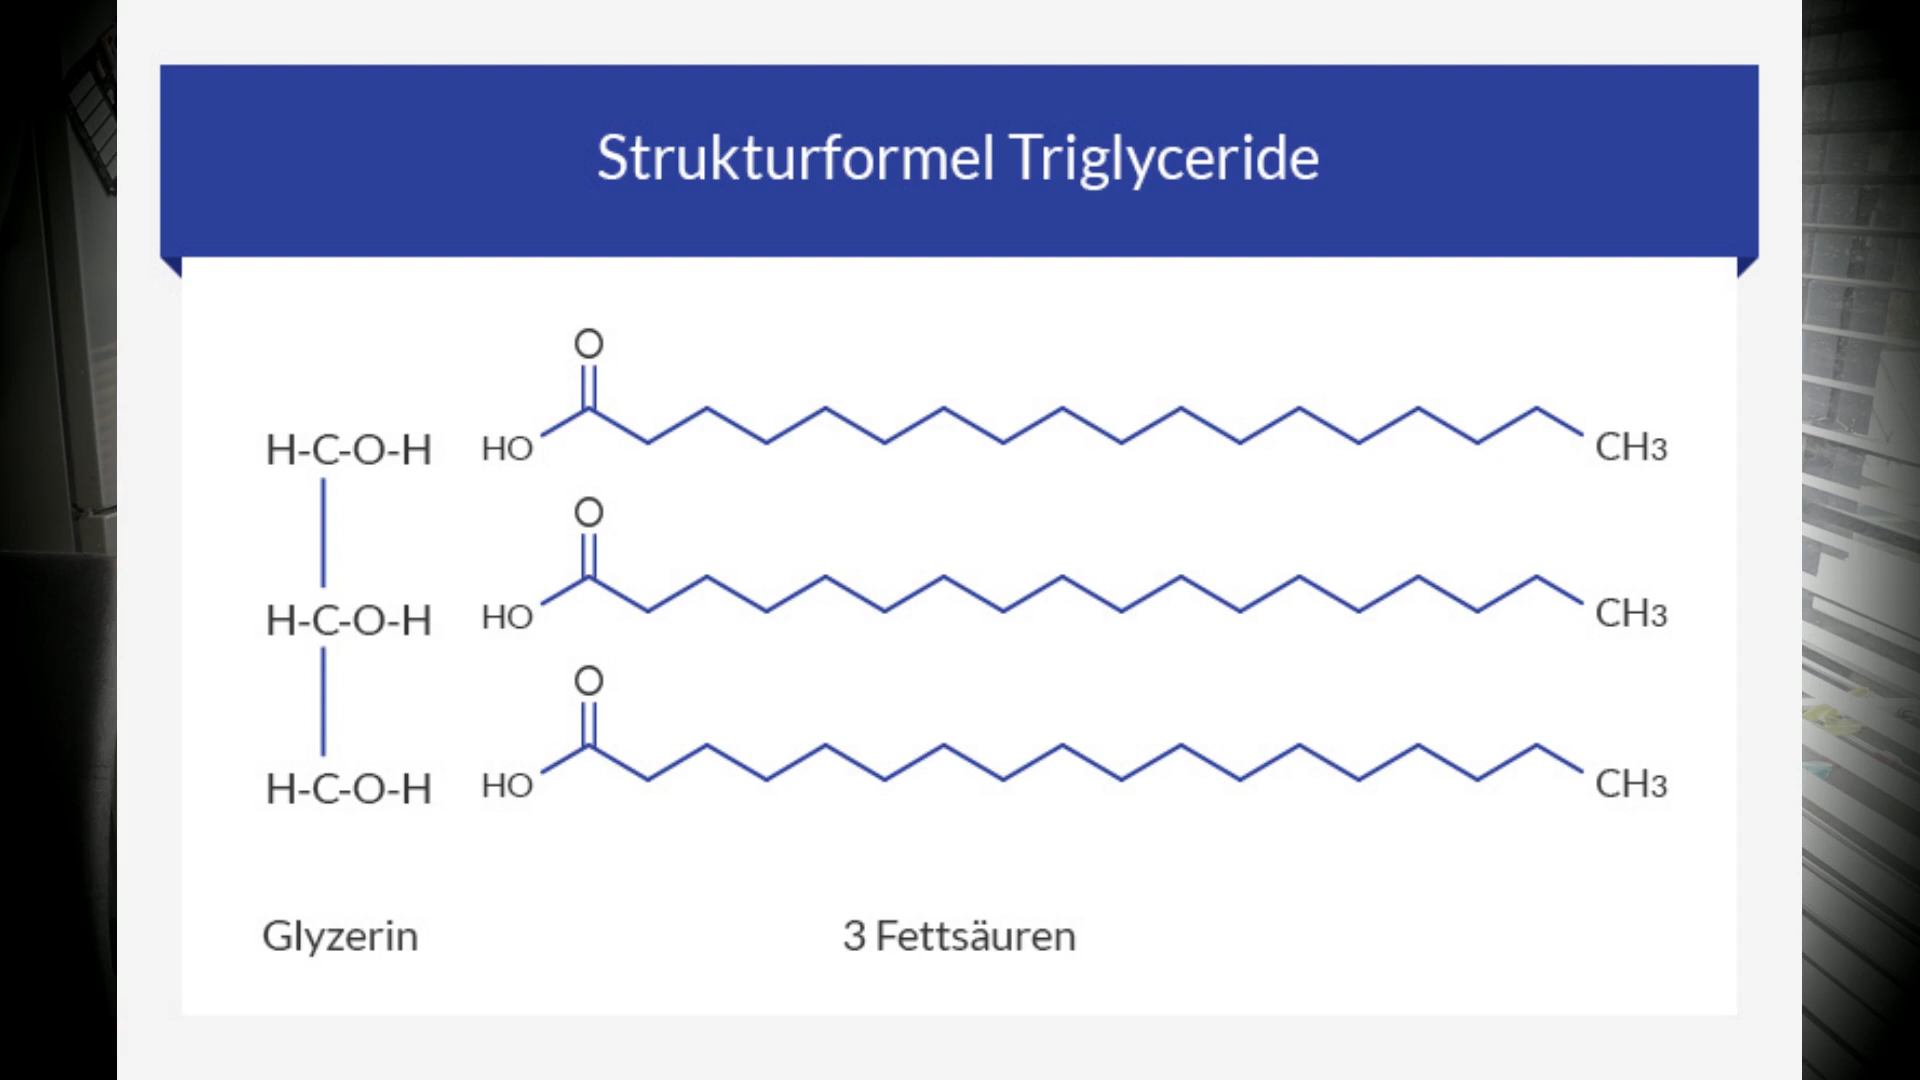 Strukturformel Triglyceride
O
H-C-O-H HO CH3
O
H-C-O-H HO CH3
O
H-C-O-H HO CH3
Glyzerin 3 Fettsäuren